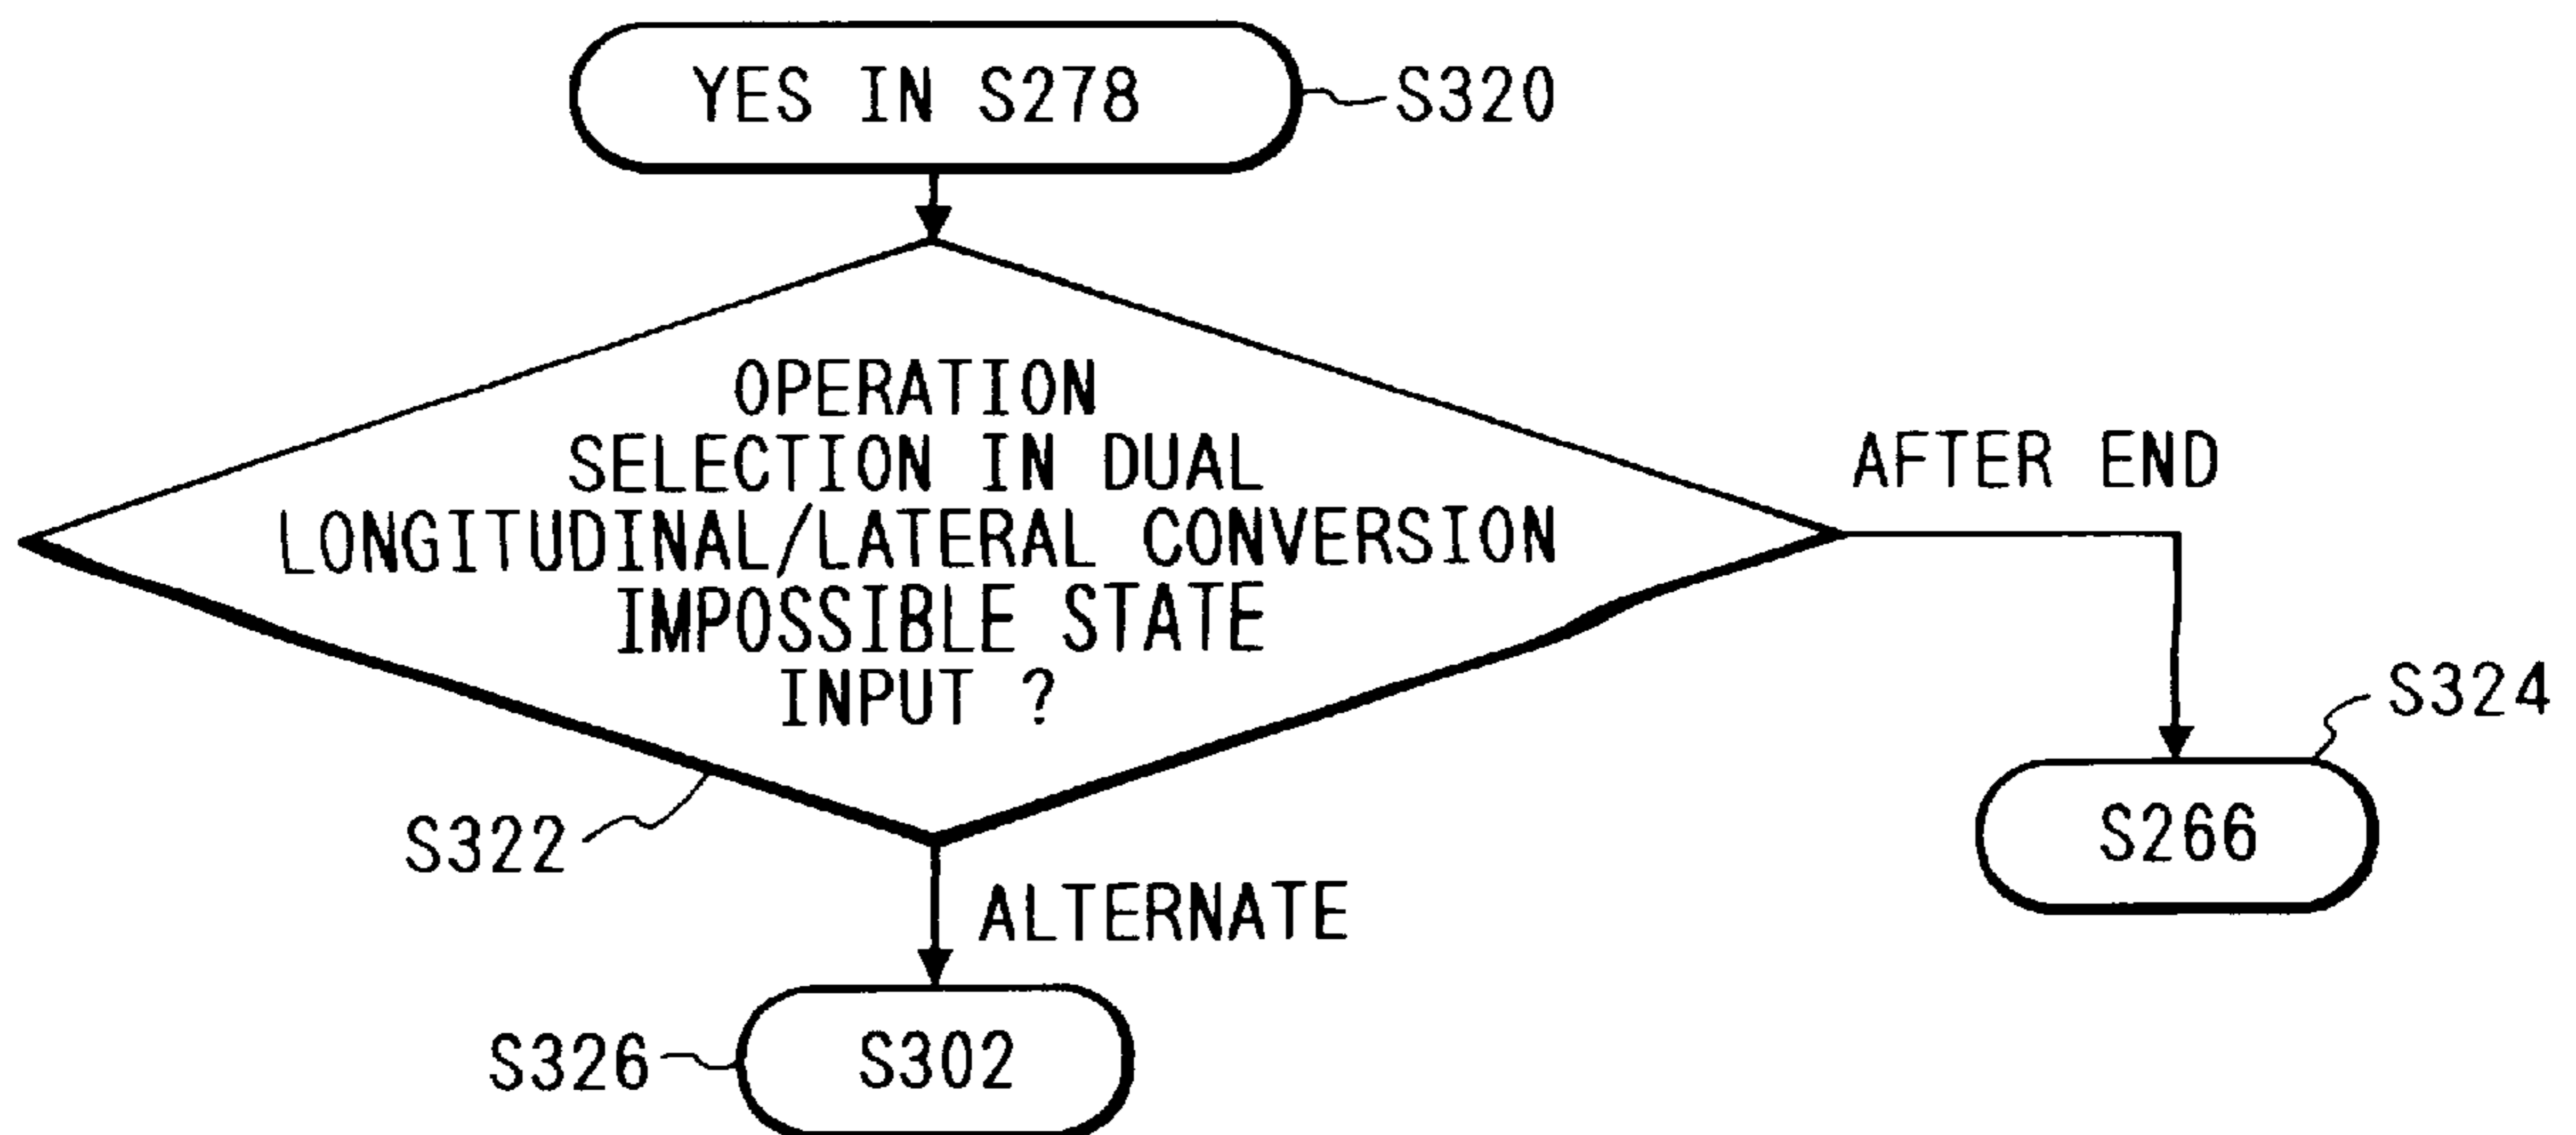 YES IN S278
S320
OPERATION
SELECTION IN DUAL
LONGITUDINAL/LATERAL CONVERSION
IMPOSSIBLE STATE
INPUT ?
AFTER END
S324
S266
S322
ALTERNATE
S326
S302